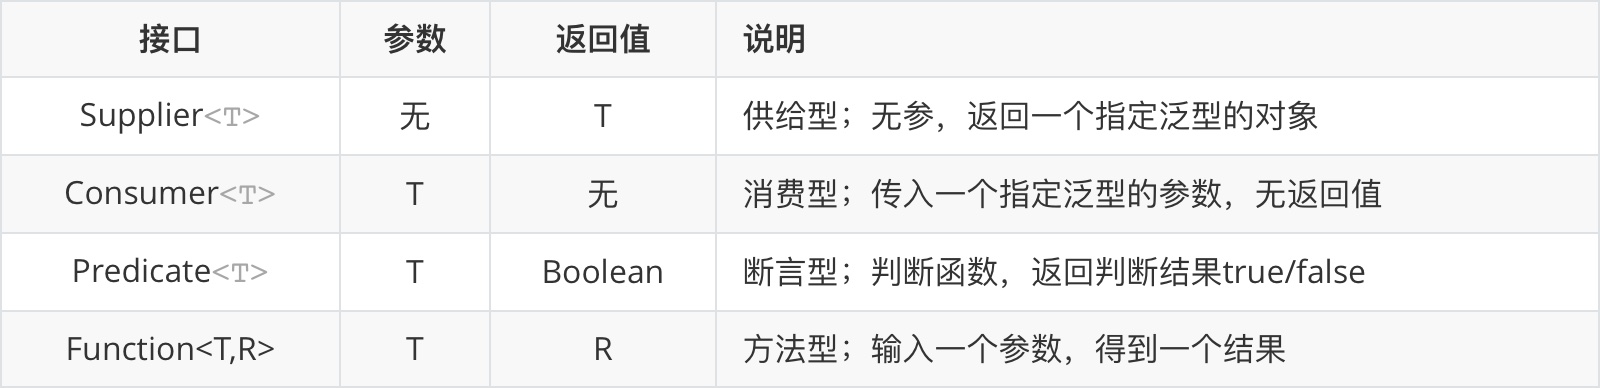 接口 参数 返回值 说明
Supplier<T> 无 T 供给型；无参，返回一个指定泛型的对象
Consumer<T> T 无 消费型；传入一个指定泛型的参数，无返回值
Predicate<T> T Boolean 断言型；判断函数，返回判断结果true/false
Function<T,R> T R 方法型；输入一个参数，得到一个结果